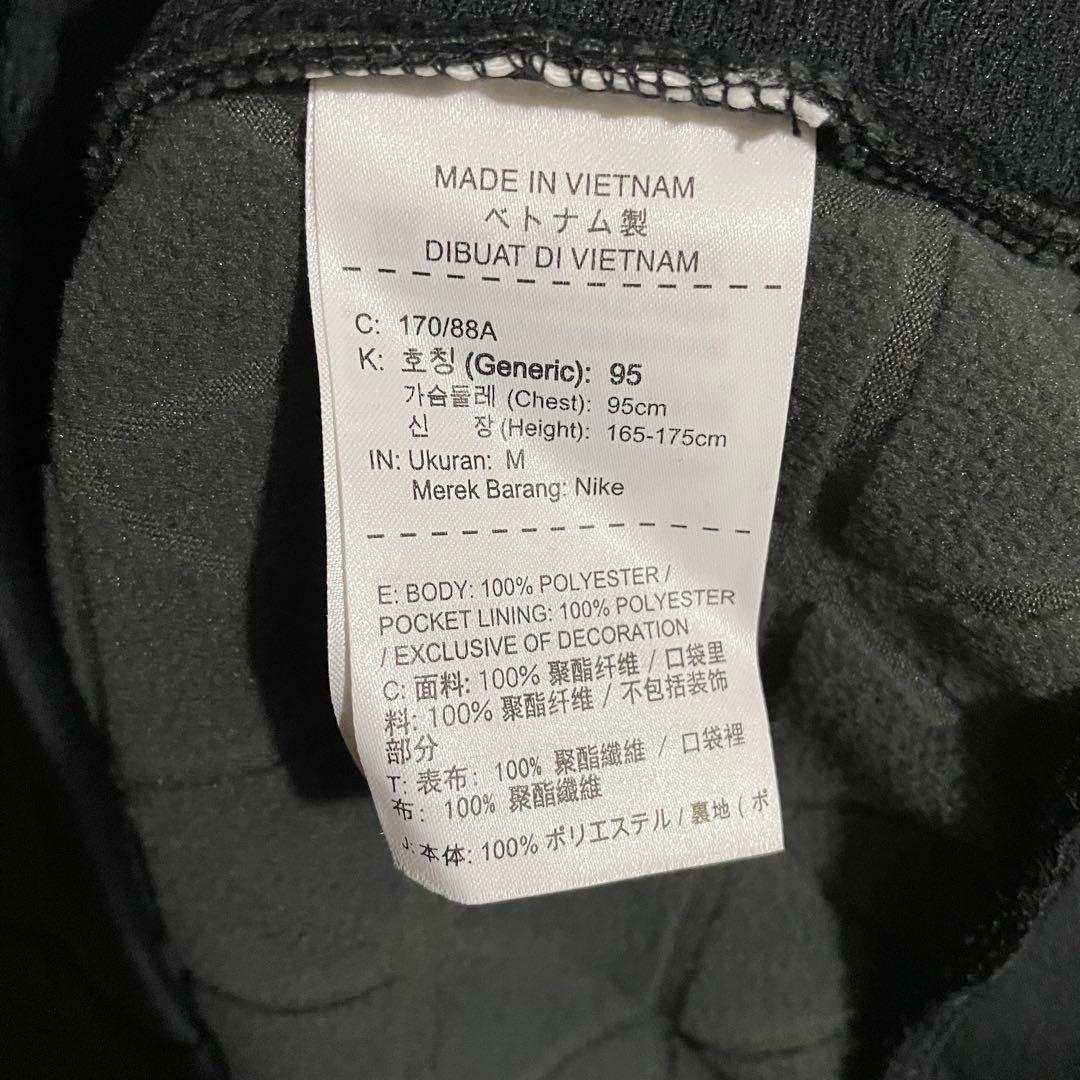 MADE IN VIETNAM
ベトナム製
DIBUAT DI VIETNAM
C: 170/88A
K: 호칭 (Generic): 95
가슴둘레 (Chest): 95cm
신 장 (Height): 165-175cm
IN: Ukuran: M
Merek Barang: Nike
E: BODY: 100% POLYESTER /
POCKET LINING: 100% POLYESTER
/ EXCLUSIVE OF DECORATION
C: 面料: 100% 聚酯纤维 / 口袋里
料: 100% 聚酯纤维 / 不包括装饰
部分
T: 表布: 100% 聚酯纖維 / 口袋裡
布: 100% 聚酯纖維
J: 本体: 100% ポリエステル / 裏地 ( ポ